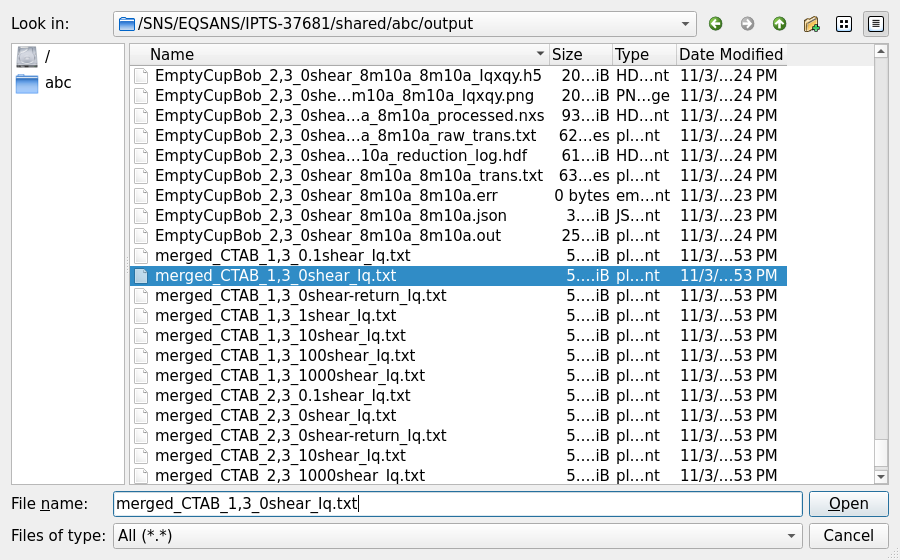 Look in: /SNS/EQSANS/IPTS-37681/shared/abc/output
/
abc
Name Size Type Date Modified
EmptyCupBob_2,3_0shear_8m10a_8m10a_Iqxqy.h5 20...iB HD...nt 11/3/...24 PM
EmptyCupBob_2,3_0she...m10a_8m10a_Iqxqy.png 20...iB PN...ge 11/3/...24 PM
EmptyCupBob_2,3_0shea...a_8m10a_processed.nxs 93...iB HD...nt 11/3/...24 PM
EmptyCupBob_2,3_0shea...a_8m10a_raw_trans.txt 62...es pl...nt 11/3/...24 PM
EmptyCupBob_2,3_0shea...10a_reduction_log.hdf 61...iB HD...nt 11/3/...24 PM
EmptyCupBob_2,3_0shear_8m10a_8m10a_trans.txt 63...es pl...nt 11/3/...24 PM
EmptyCupBob_2,3_0shear_8m10a_8m10a.err 0 bytes em...nt 11/3/...23 PM
EmptyCupBob_2,3_0shear_8m10a_8m10a.json 3....iB JS...nt 11/3/...23 PM
EmptyCupBob_2,3_0shear_8m10a_8m10a.out 25...iB pl...nt 11/3/...24 PM
merged_CTAB_1,3_0.1shear_Iq.txt 5....iB pl...nt 11/3/...53 PM
merged_CTAB_1,3_0shear_Iq.txt 5....iB pl...nt 11/3/...53 PM
merged_CTAB_1,3_0shear-return_Iq.txt 5....iB pl...nt 11/3/...53 PM
merged_CTAB_1,3_1shear_Iq.txt 5....iB pl...nt 11/3/...53 PM
merged_CTAB_1,3_10shear_Iq.txt 5....iB pl...nt 11/3/...53 PM
merged_CTAB_1,3_100shear_Iq.txt 5....iB pl...nt 11/3/...53 PM
merged_CTAB_1,3_1000shear_Iq.txt 5....iB pl...nt 11/3/...53 PM
merged_CTAB_2,3_0.1shear_Iq.txt 5....iB pl...nt 11/3/...53 PM
merged_CTAB_2,3_0shear_Iq.txt 5....iB pl...nt 11/3/...53 PM
merged_CTAB_2,3_0shear-return_Iq.txt 5....iB pl...nt 11/3/...53 PM
merged_CTAB_2,3_10shear_Iq.txt 5....iB pl...nt 11/3/...53 PM
merged_CTAB_2,3_1000shear_Iq.txt 5....iB pl...nt 11/3/...53 PM
File name: merged_CTAB_1,3_0shear_Iq.txt Open
Files of type: All (*.*) Cancel